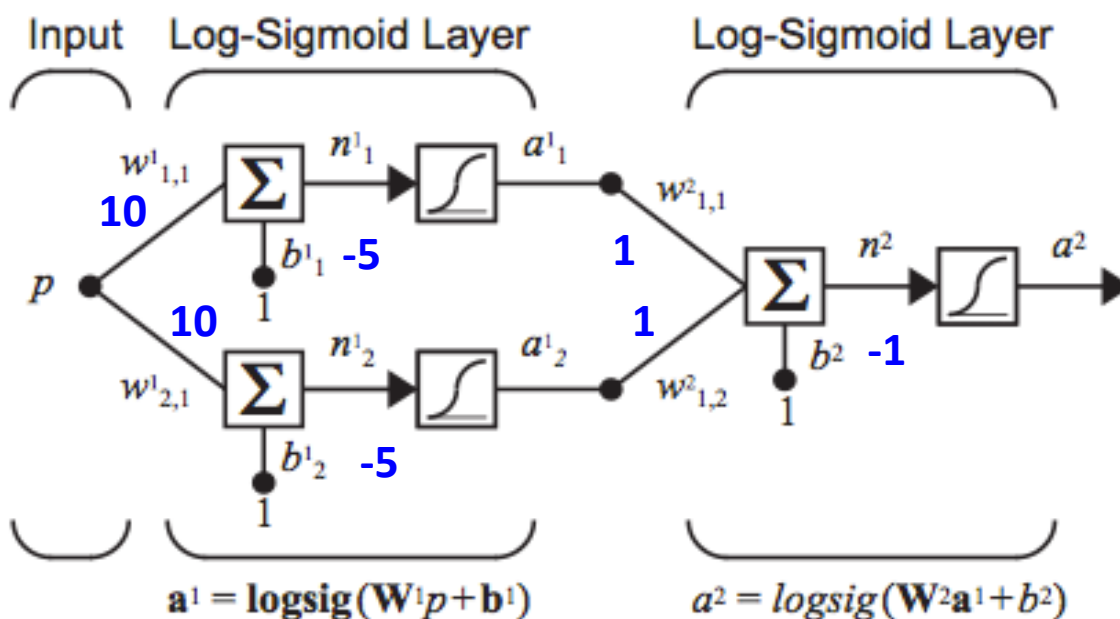 Input Log-Sigmoid Layer Log-Sigmoid Layer
w¹1,1 n¹1 a¹1 w²1,1
10
Σ
b¹1 -5 1 n² a²
p 1 Σ
10 1 b² -1
w¹2,1 n¹2 a¹2 w²1,2 1
Σ
b¹2 -5
1
a¹ = logsig(W¹p+b¹) a² = logsig(W²a¹+b²)